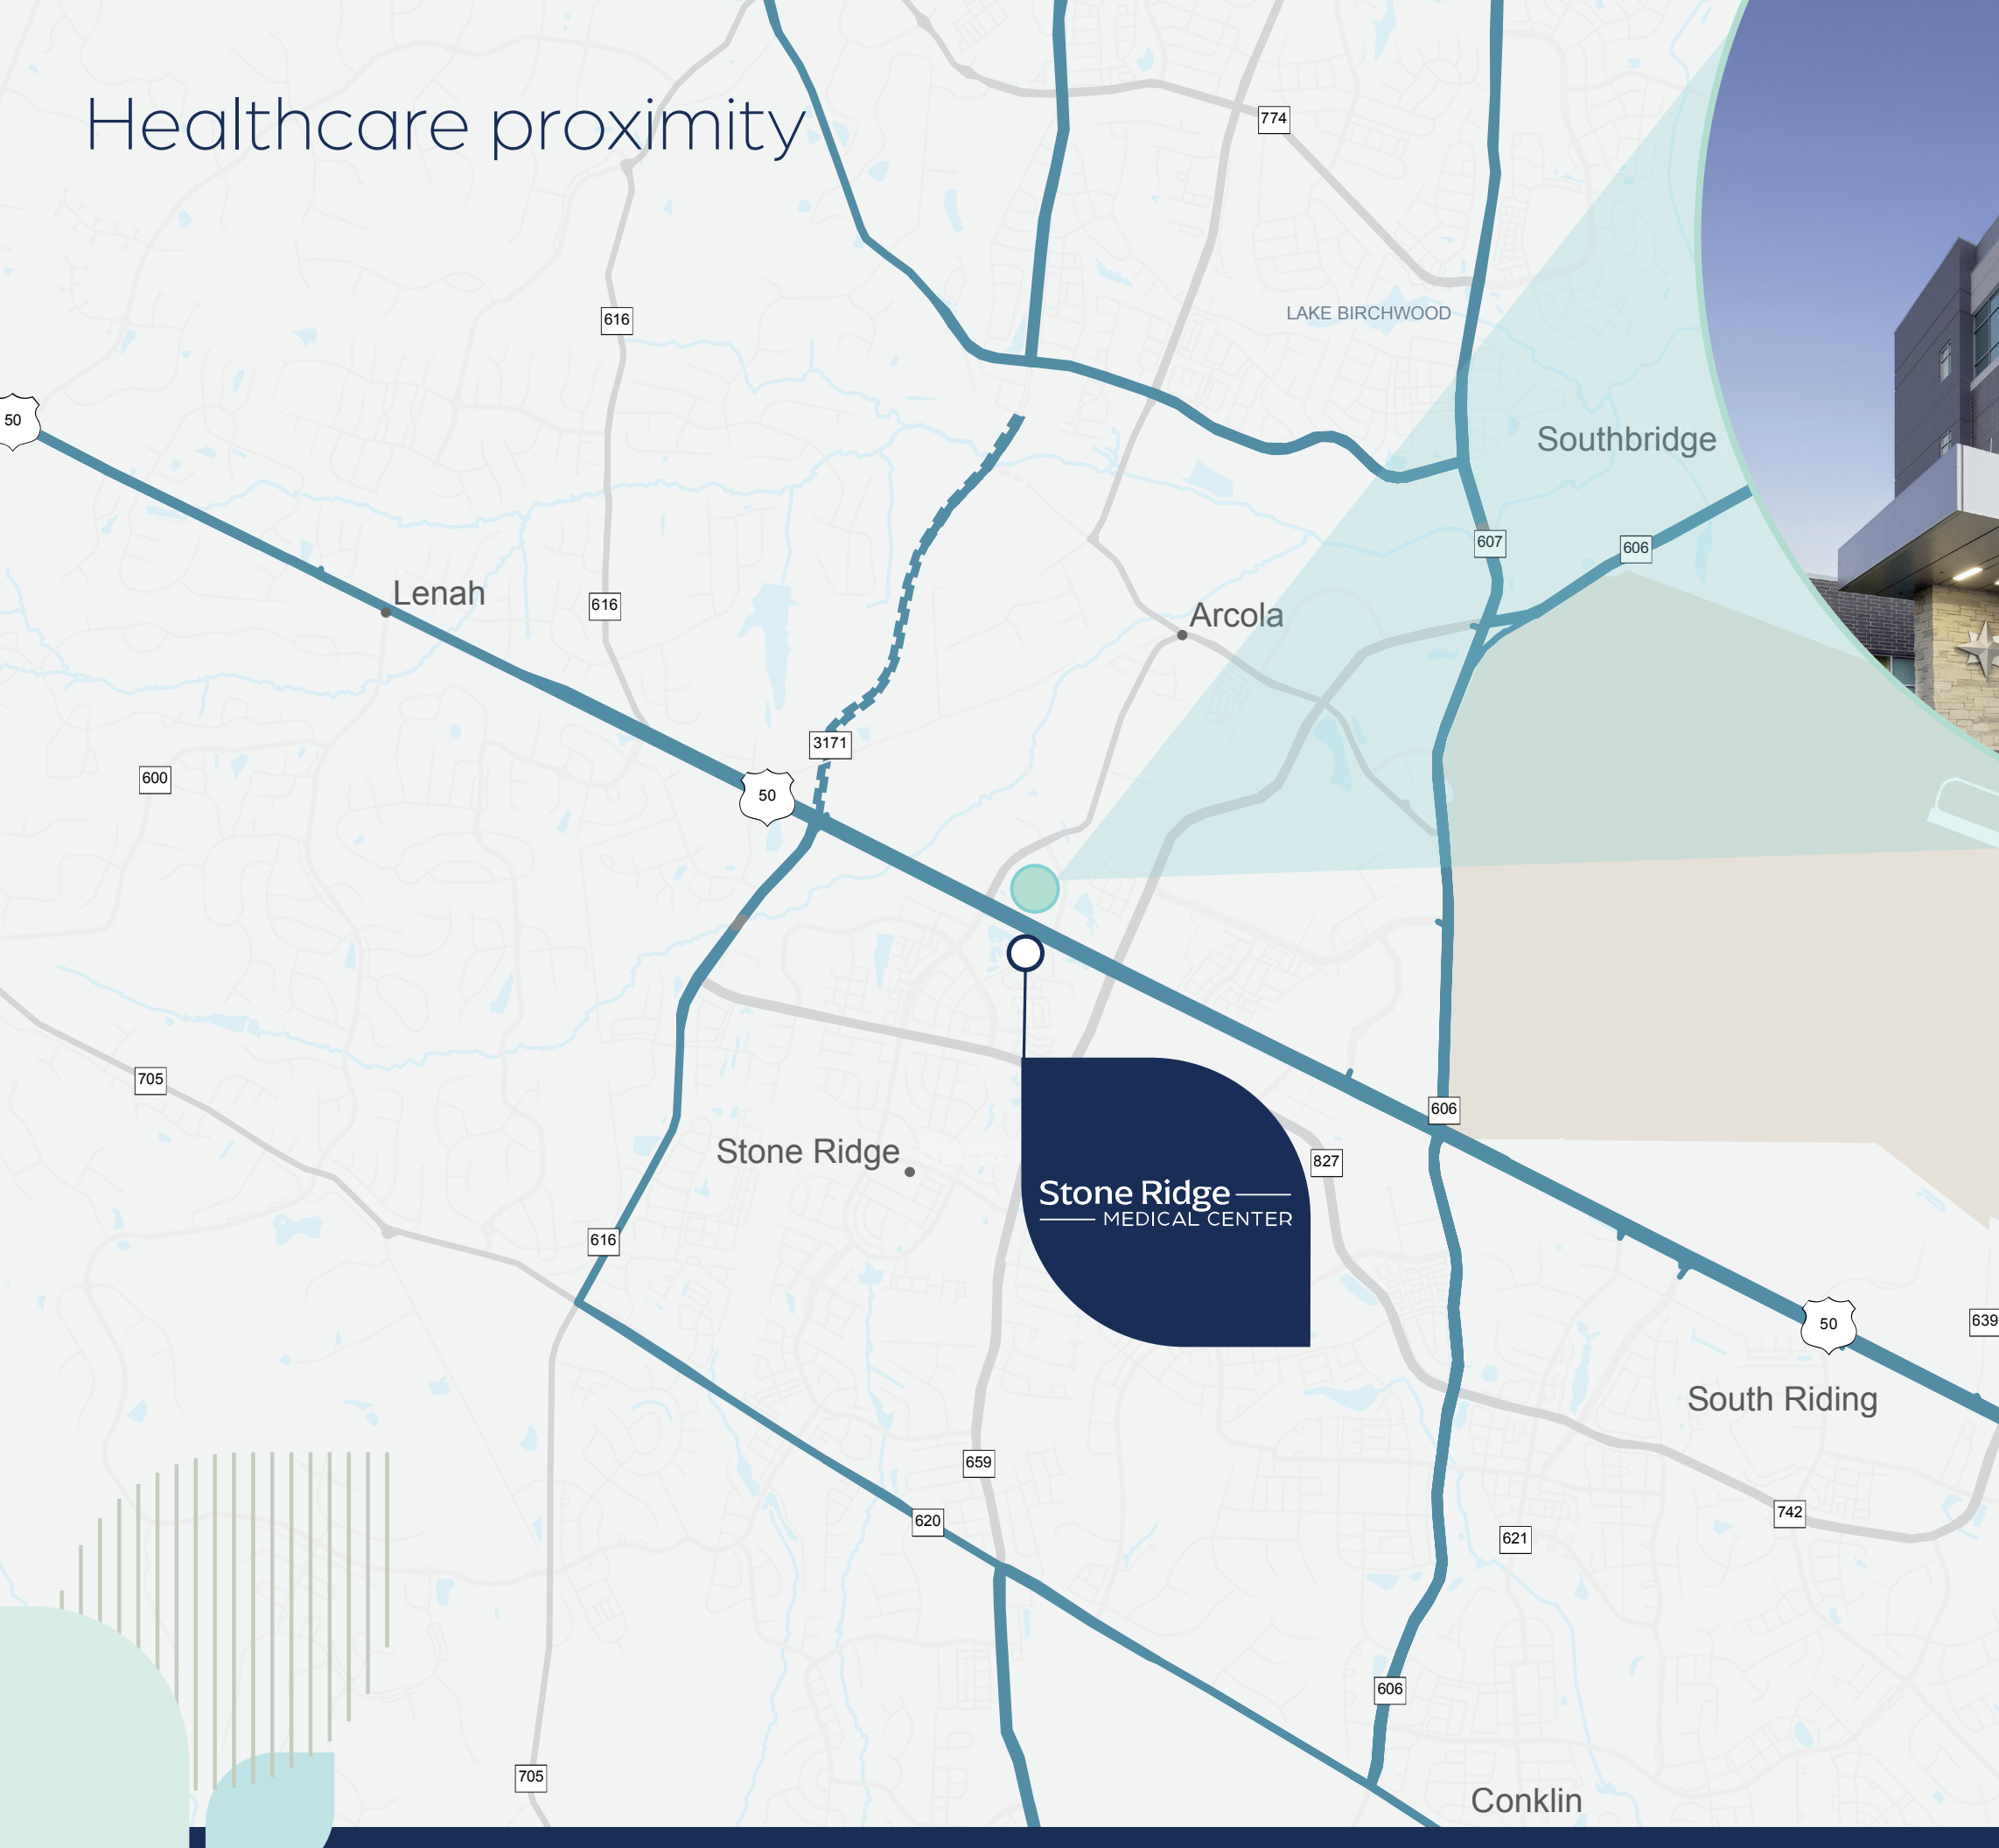 Healthcare proximity
774
616
LAKE BIRCHWOOD
50
Southbridge
607
606
Lenah
616
Arcola
3171
600
50
705
606
Stone Ridge
827
Stone Ridge
MEDICAL CENTER
616
50
639
South Riding
659
742
620
621
606
705
Conklin